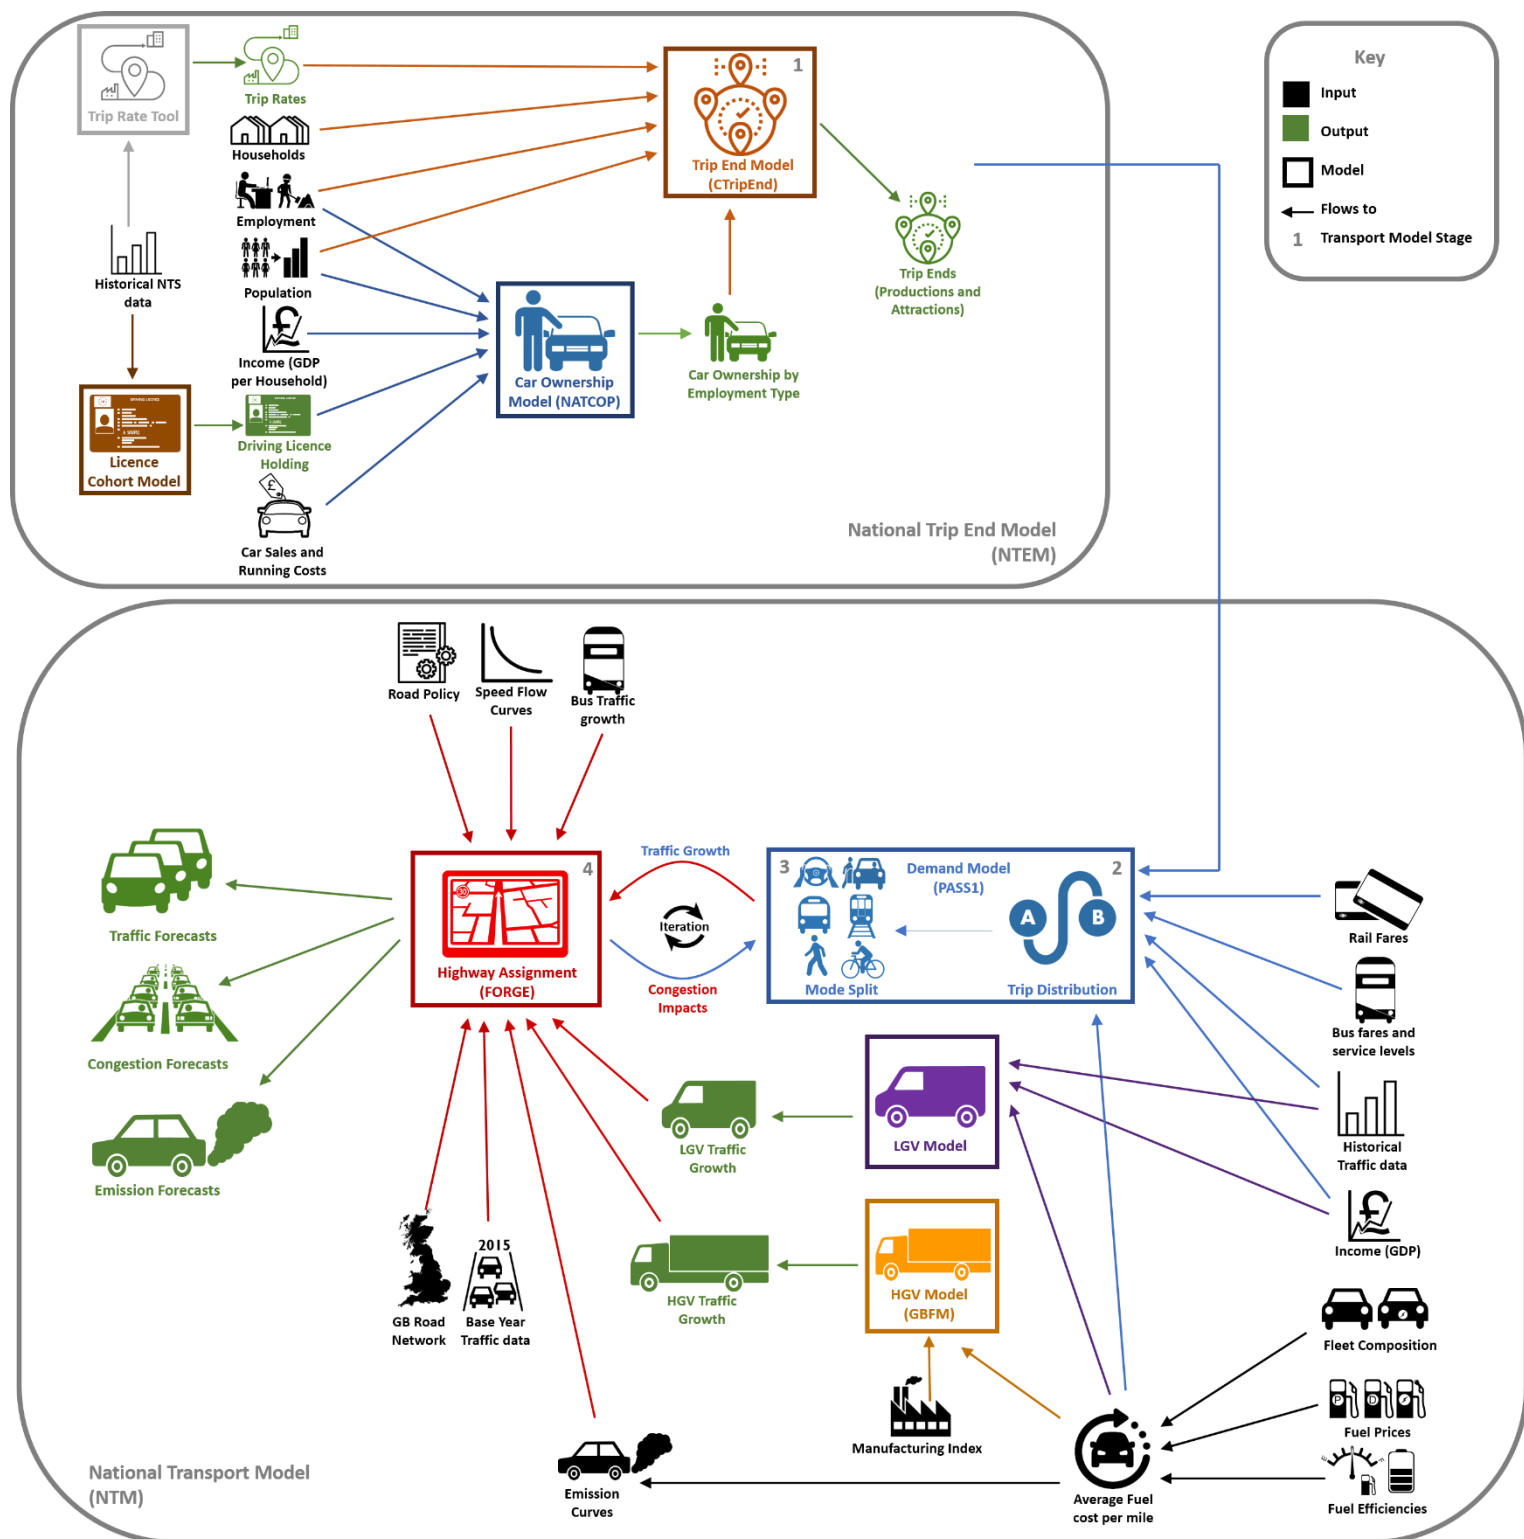 Trip Rate Tool
Trip Rates
Households
Employment
Population
Historical NTS
data
Income (GDP
per Household)
Licence
Cohort Model
Driving Licence
Holding
£
Car Sales and
Running Costs
Car Ownership
Model (NATCOP)
Car Ownership by
Employment Type
1
Trip End Model
(CTripEnd)
Trip Ends
(Productions and
Attractions)
National Trip End Model
(NTEM)
Key
Input
Output
Model
Flows to
1 Transport Model Stage
Road Policy
Speed Flow
Curves
Bus Traffic
growth
4
Highway Assignment
(FORGE)
Traffic Growth
Iteration
Congestion
Impacts
3
Demand Model
(PASS1)
2
A
B
Mode Split
Trip Distribution
Traffic Forecasts
Congestion Forecasts
Emission Forecasts
Rail Fares
Bus fares and
service levels
Historical
Traffic data
Income (GDP)
LGV Model
LGV Traffic
Growth
HGV Model
(GBFM)
HGV Traffic
Growth
GB Road
Network
2015
Base Year
Traffic data
Manufacturing Index
Fleet Composition
P
D
Fuel Prices
Fuel Efficiencies
Average Fuel
cost per mile
Emission
Curves
National Transport Model
(NTM)